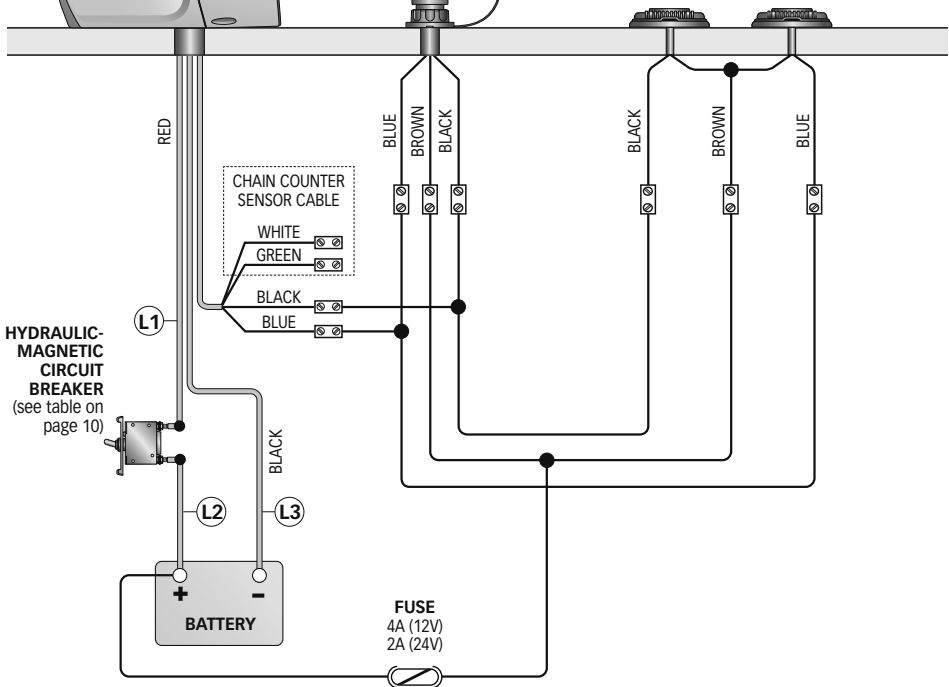 RED
BLUE
BROWN
BLACK
BLACK
BROWN
BLUE
CHAIN COUNTER
SENSOR CABLE
WHITE
GREEN
BLACK
BLUE
L1
HYDRAULIC-
MAGNETIC
CIRCUIT
BREAKER
(see table on
page 10)
BLACK
L2
L3
+
-
BATTERY
FUSE
4A (12V)
2A (24V)